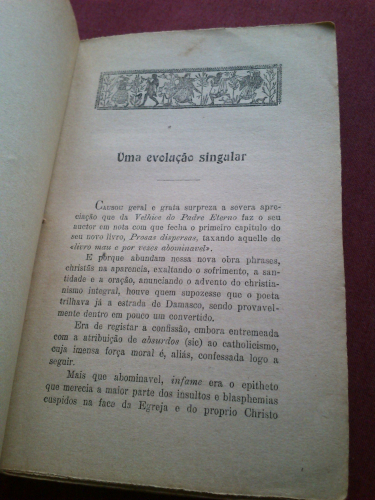 Uma evolução singular
Causou geral e grata surpreza a severa apre-
ciação que da Velhice do Padre Eterno faz o seu
auctor em nota com que fecha o primeiro capitulo do
seu novo livro, Prosas dispersas, taxando aquelle de
«livro mau e por vezes abominavel».
E porque abundam nessa nova obra phrases,
christãs na apparencia, exaltando o sofrimento, a san-
tidade e a oração, anunciando o advento do christia-
nismo integral, houve quem supozesse que o poeta
trilhava já a estrada de Damasco, sendo provavel-
mente dentro em pouco um convertido.
Era de registar a confissão, embora entremeada
com a atribuição de absurdos (sic) ao catholicismo,
cuja imensa força moral é, aliás, confessada logo a
seguir.
Mais que abominavel, infame era o epitheto
que merecia a maior parte dos insultos e blasphemias
cuspidos na face da Egreja e do proprio Christo